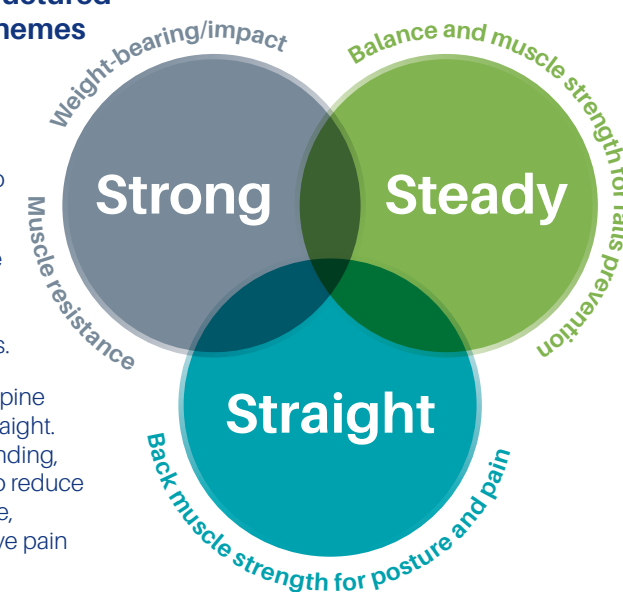 hemes
Weight-bearing/impact
Balance and muscle strength for falls prevention
Strong
Steady
Muscle resistance
s.
pine
aight.
nding,
o reduce
e,
ve pain
Straight
Back muscle strength for posture and pain